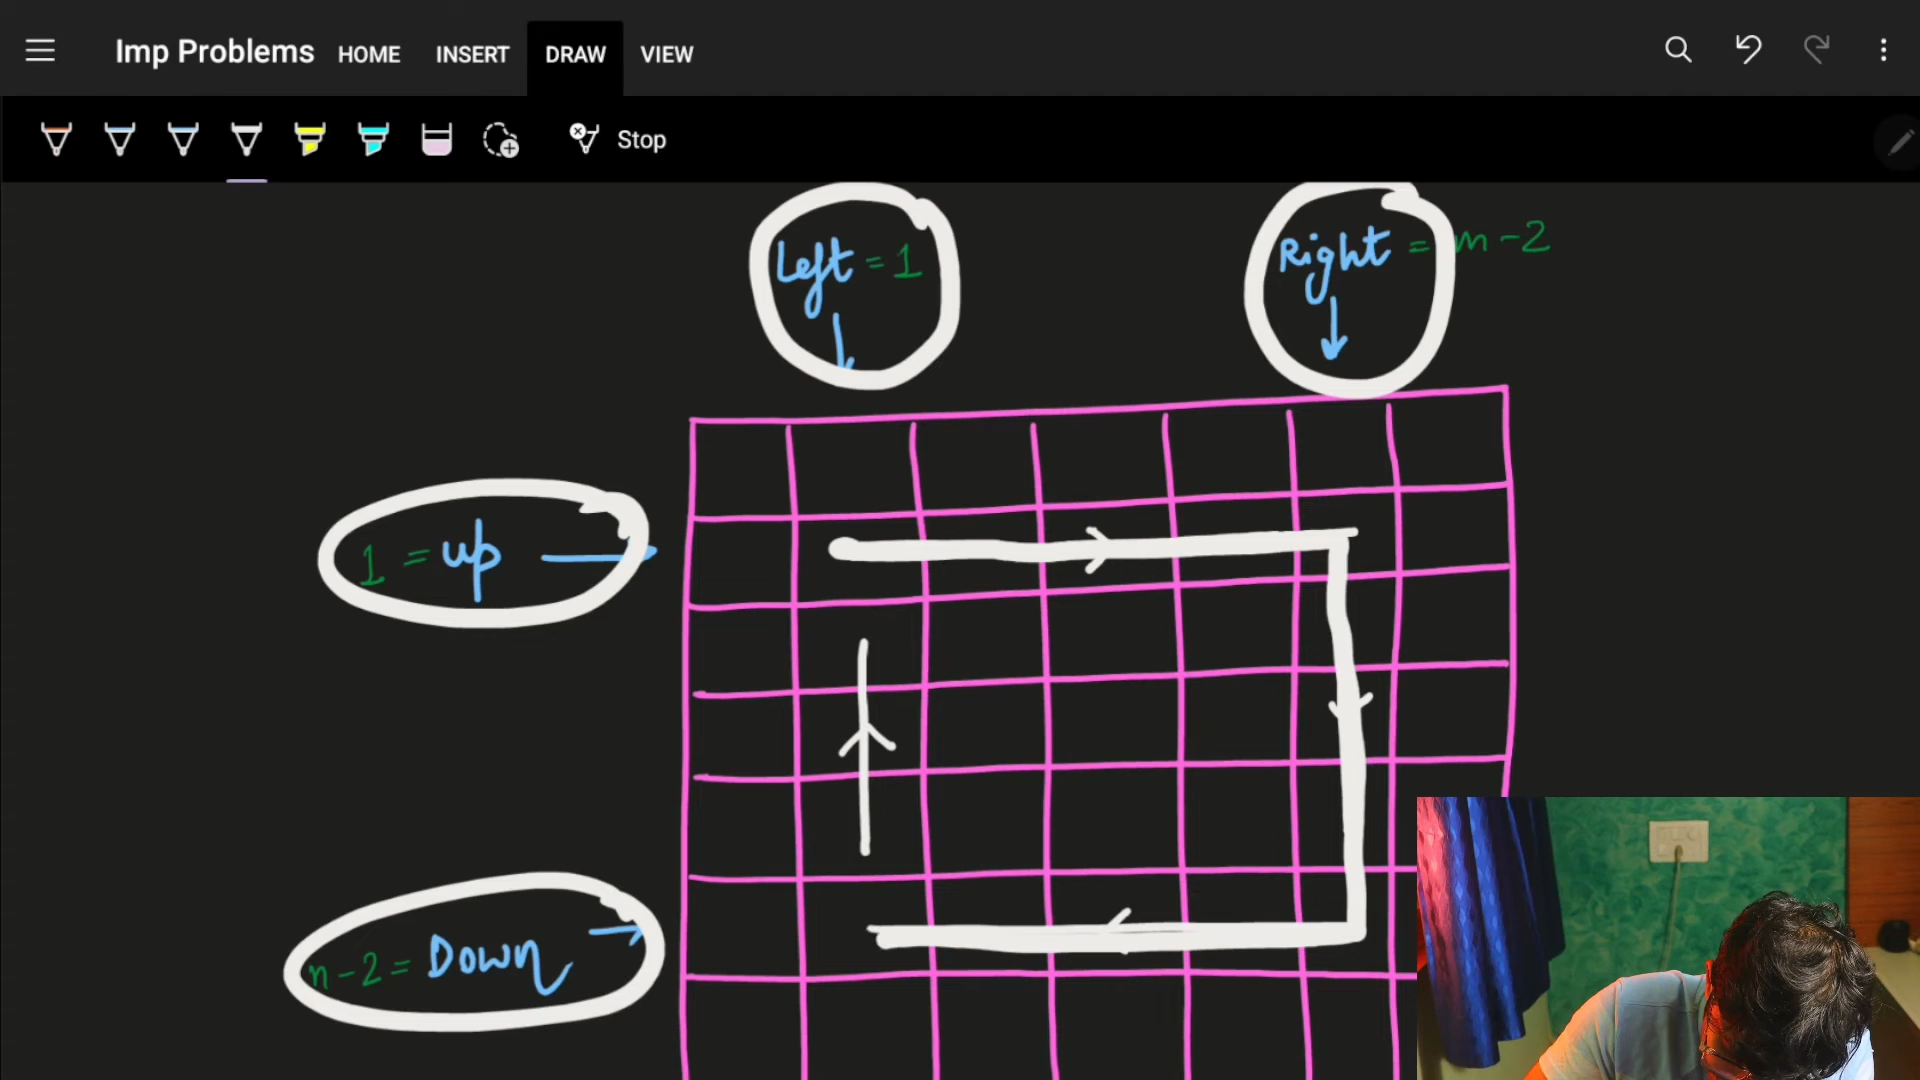 Imp Problems HOME INSERT DRAW VIEW
Stop
Left = 1
Right = m-2
1 = up
n-2 = Down